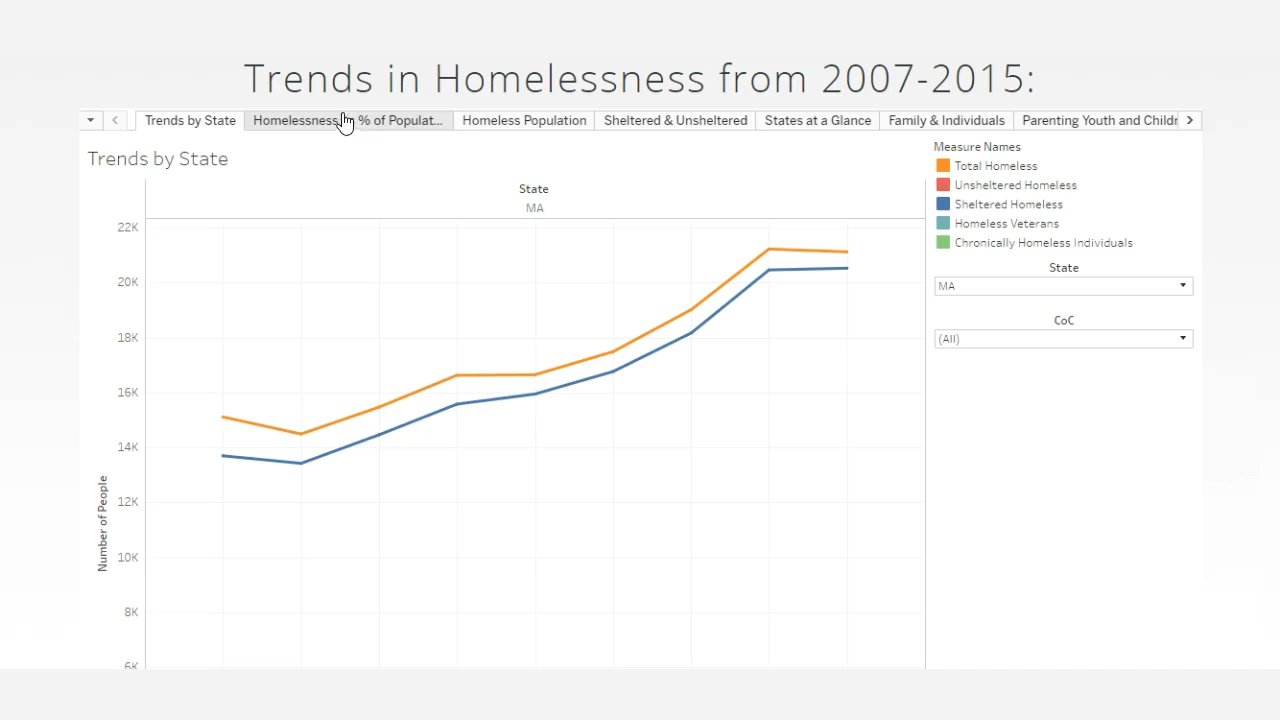 Trends in Homelessness from 2007-2015:
Trends by State
Homelessness % of Populat...
Homeless Population
Sheltered & Unsheltered
States at a Glance
Family & Individuals
Parenting Youth and Childr
Trends by State
State
MA
22K
20K
18K
16K
14K
12K
10K
8K
6K
Number of People
Measure Names
Total Homeless
Unsheltered Homeless
Sheltered Homeless
Homeless Veterans
Chronically Homeless Individuals
State
MA
CoC
(All)